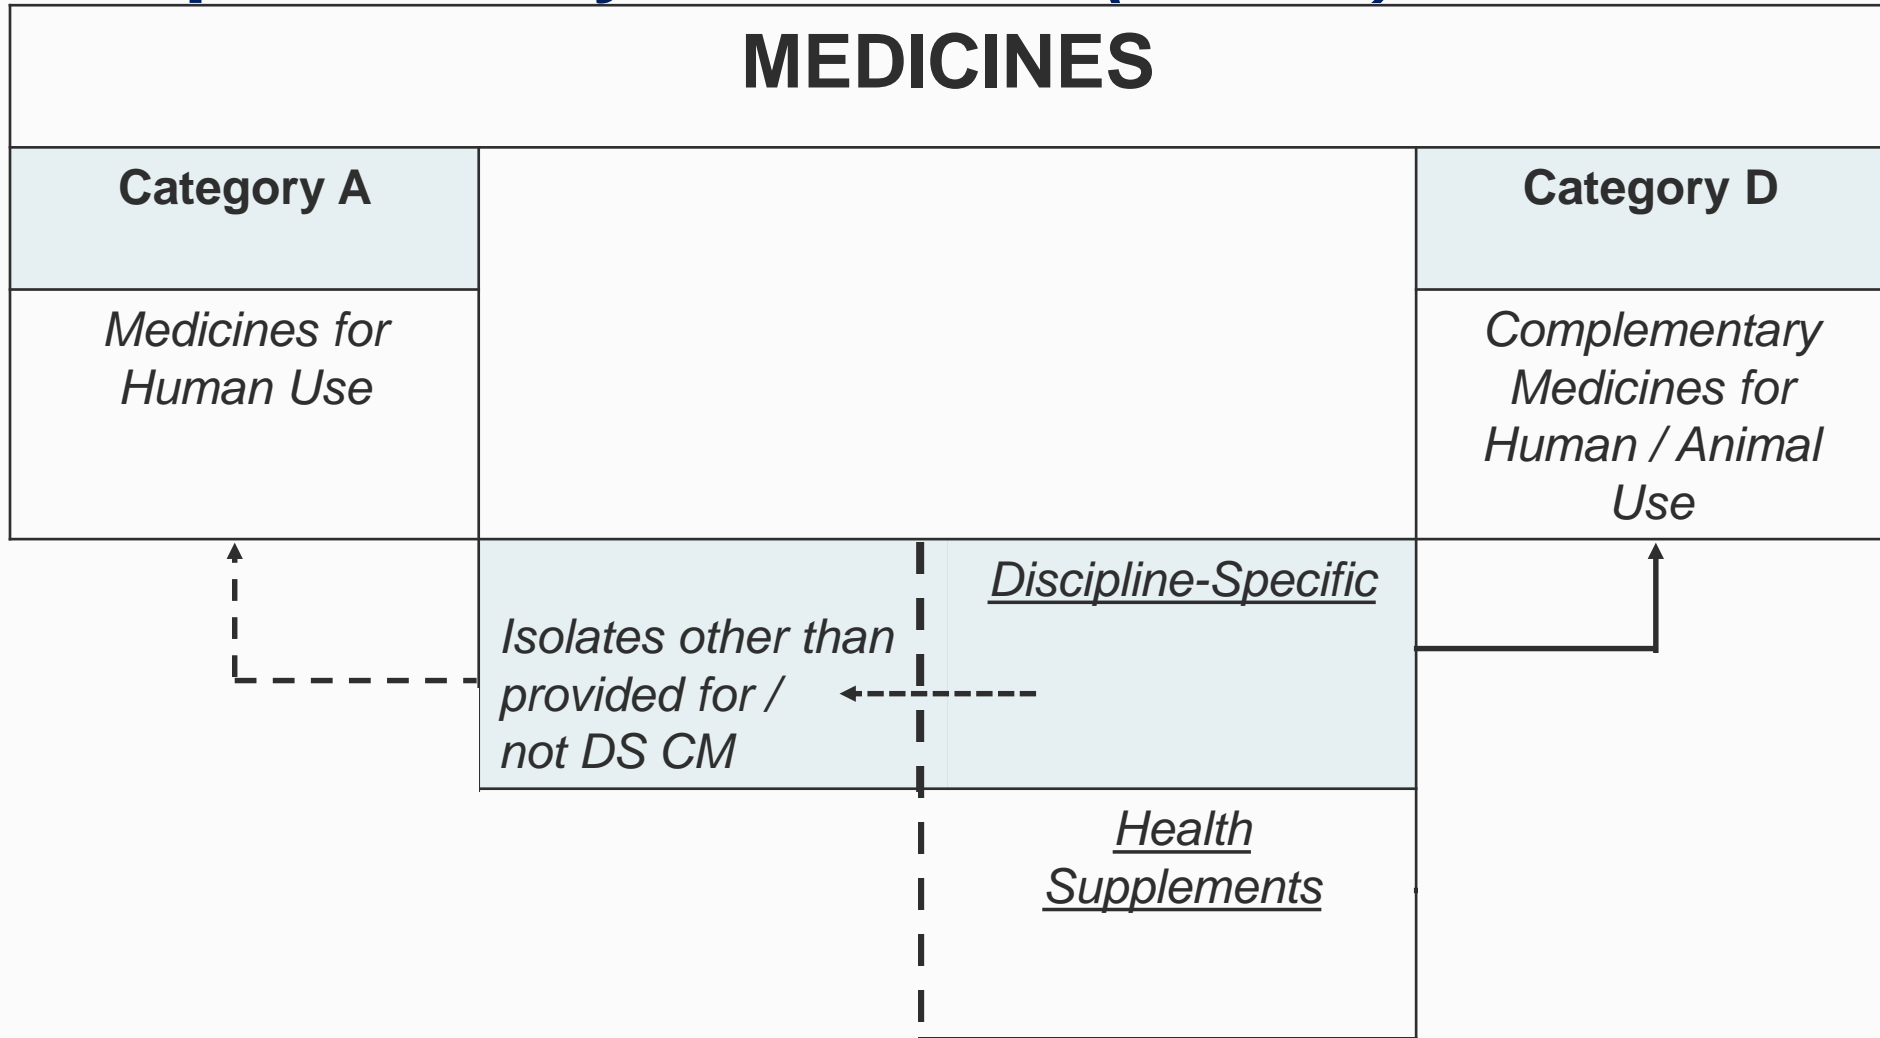 MEDICINES
Category A
Category D
Medicines for
Human Use
Complementary
Medicines for
Human / Animal
Use
Discipline-Specific
Isolates other than
provided for /
not DS CM
Health
Supplements